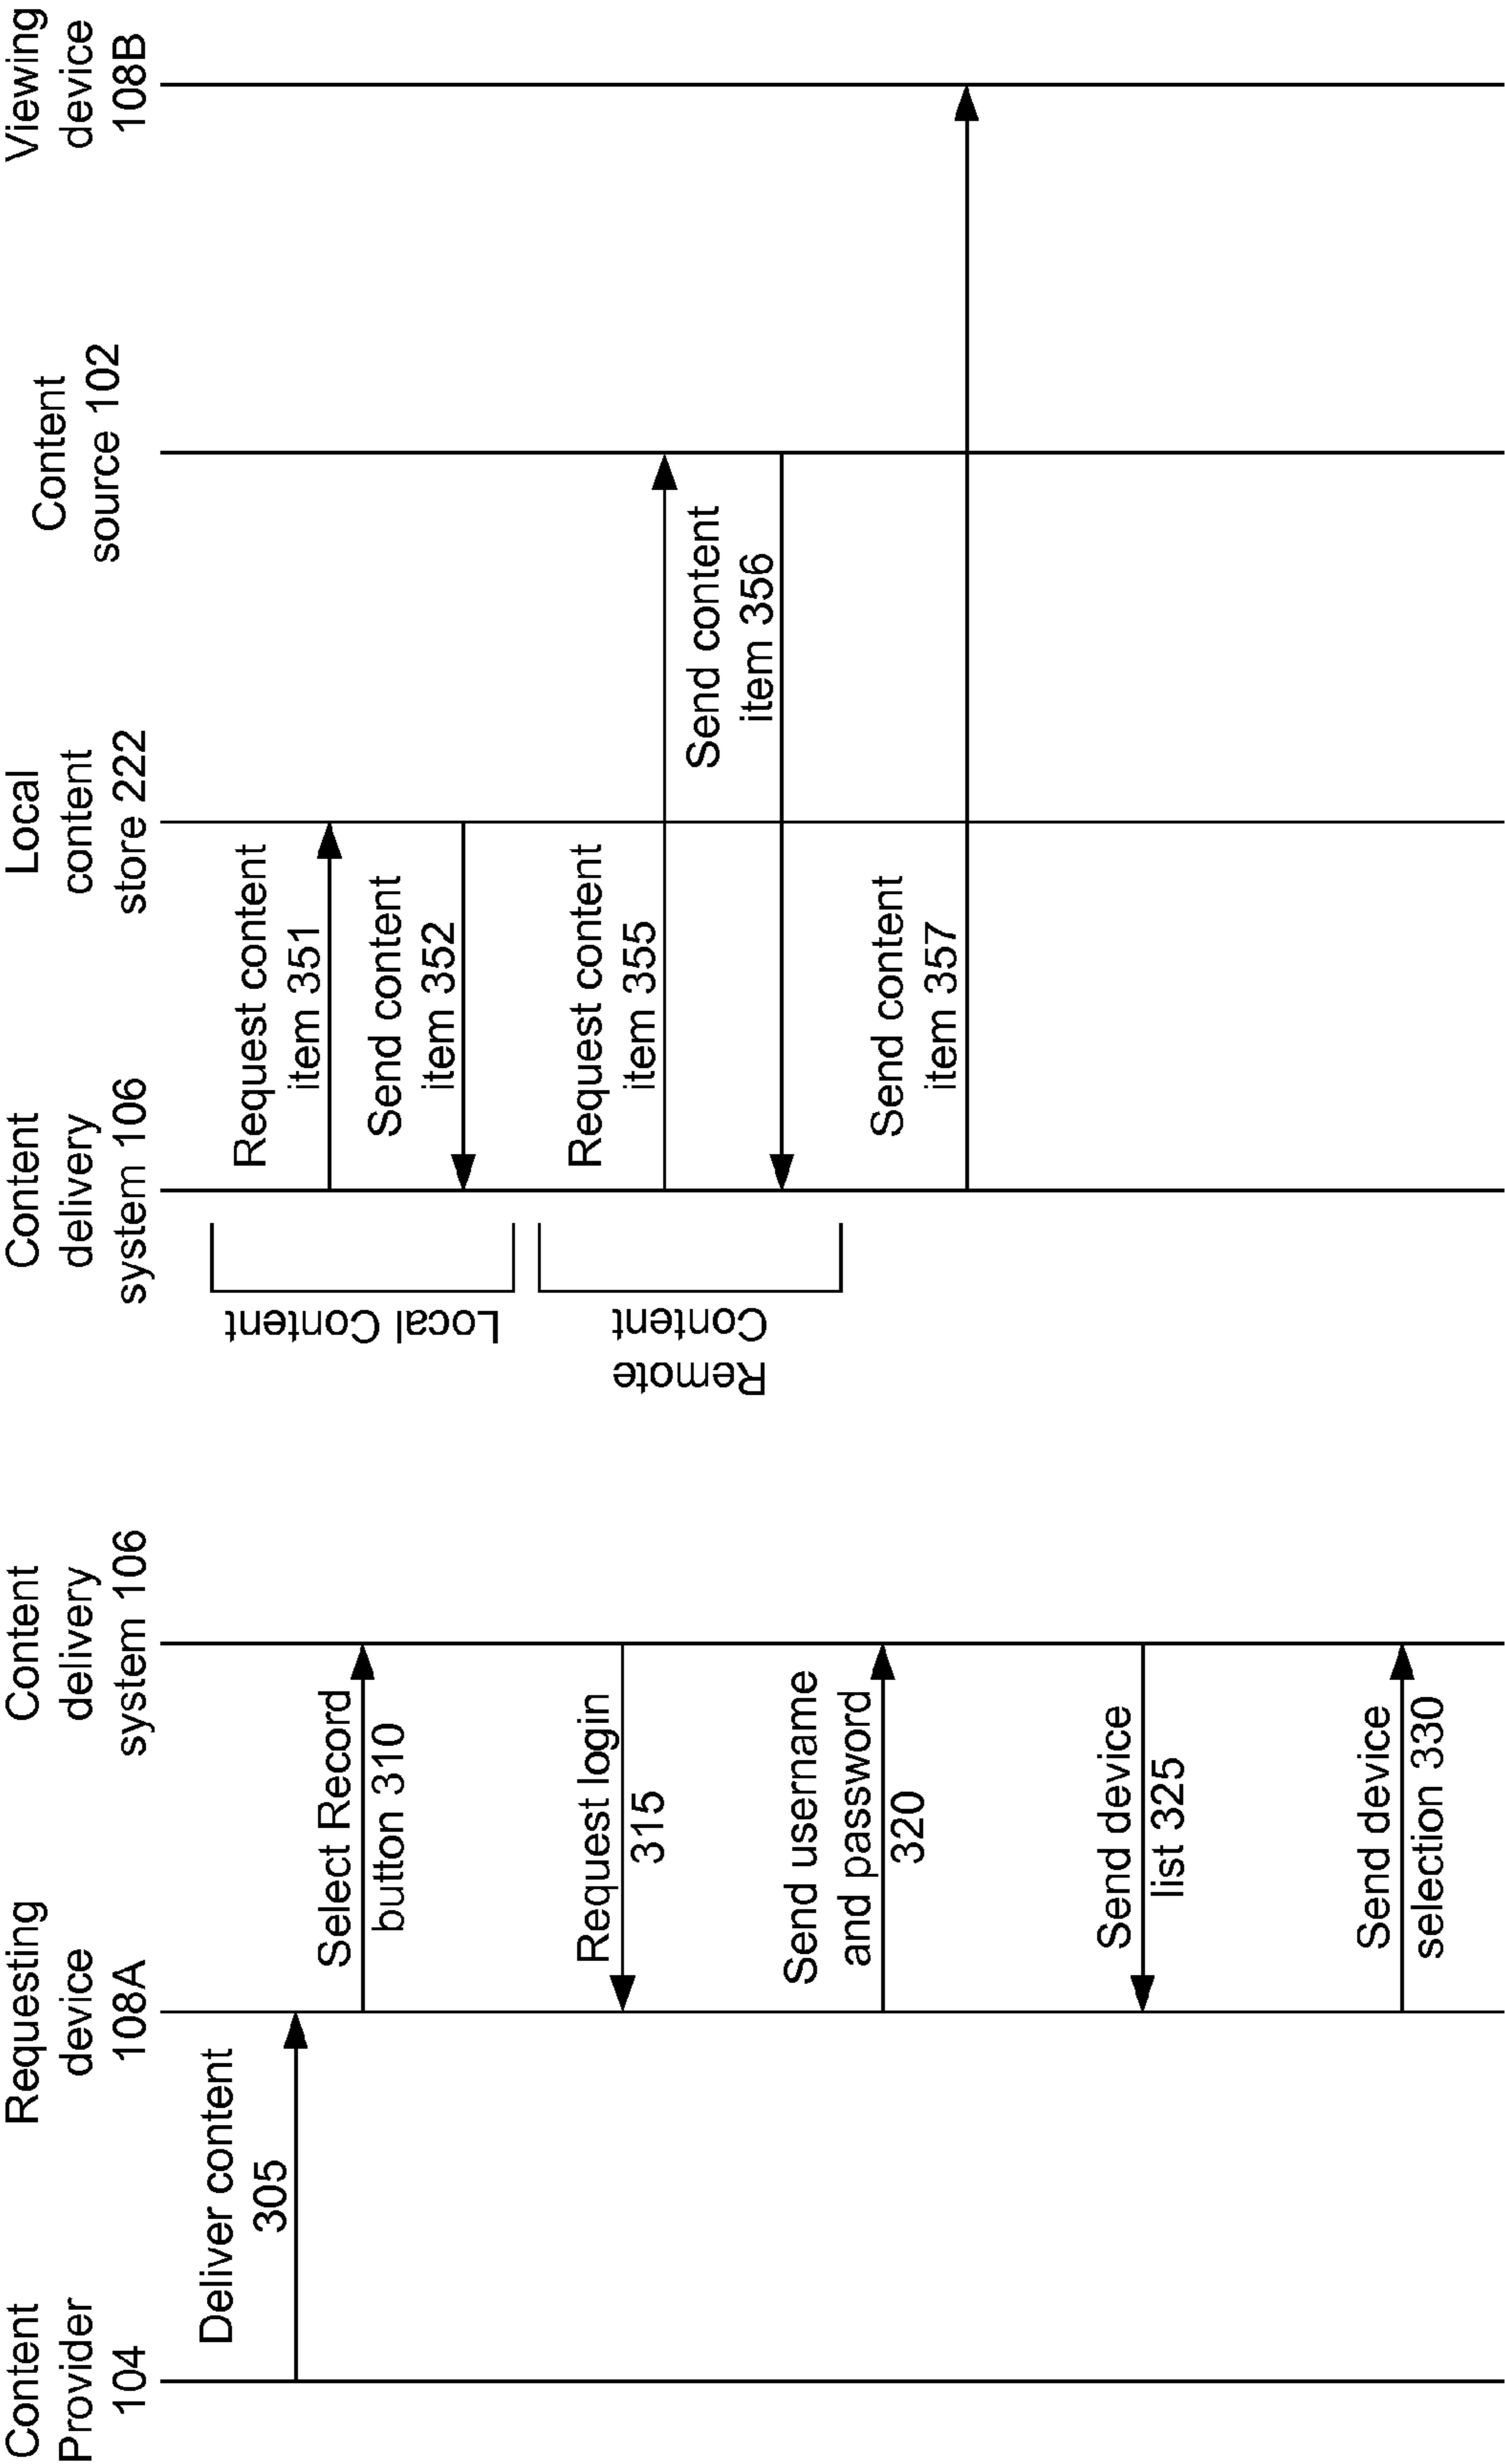 Content
Provider
104
Requesting
device
108A
Content
delivery
system 106
Deliver content
305
Select Record
button 310
Request login
315
Send username
and password
320
Send device
list 325
Send device
selection 330
Content
delivery
system 106
Local
content
store 222
Content
source 102
Viewing
device
108B
Local Content
Request content
item 351
Send content
item 352
Remote
Content
Request content
item 355
Send content
item 356
Send content
item 357